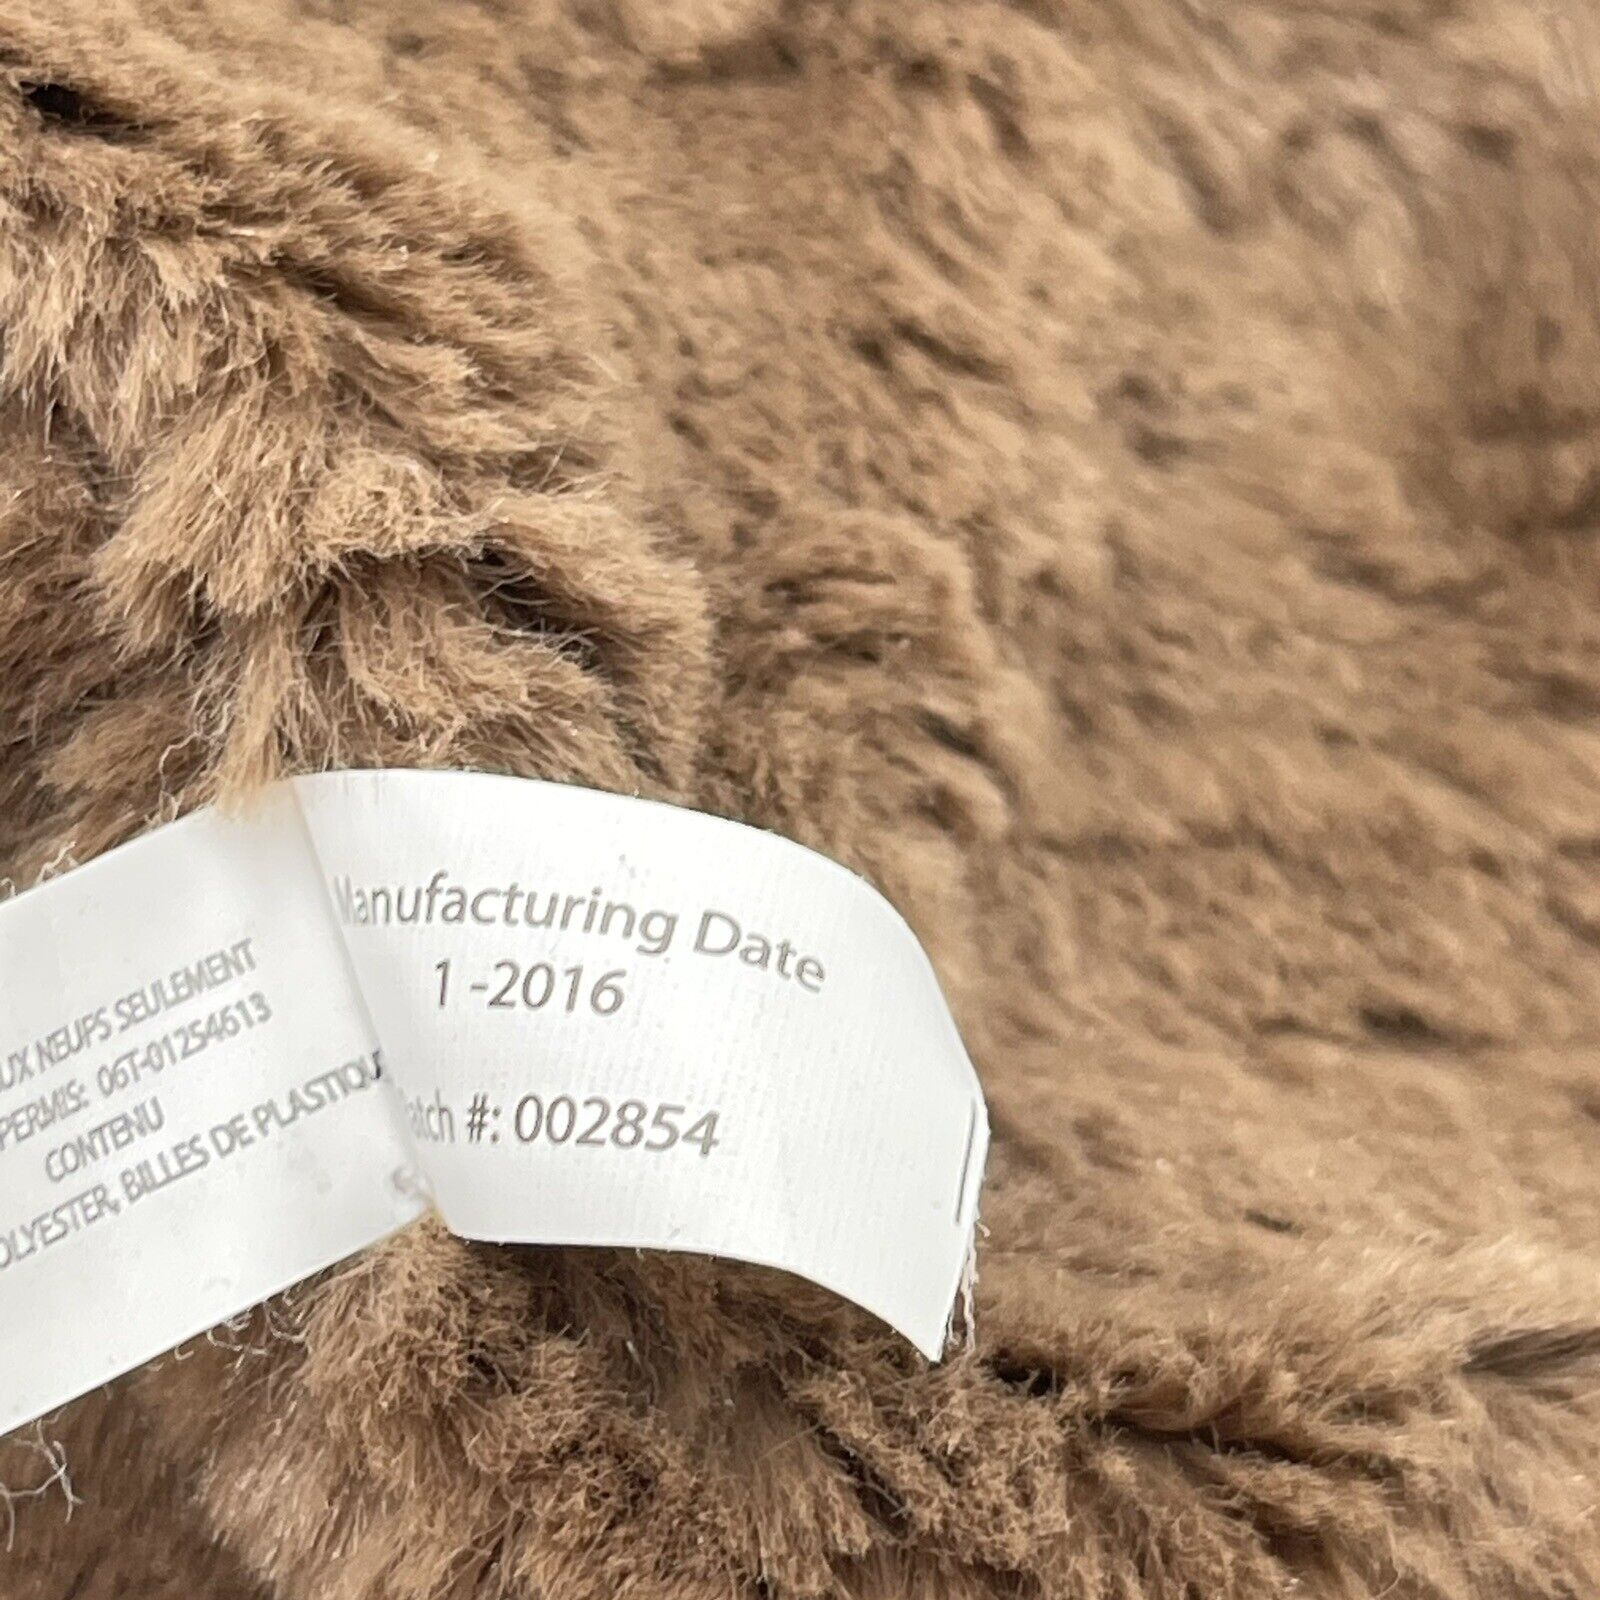 UX NEUFS SEULEMENT
PERMIS: 06T-01254613
CONTENU
OLYESTER, BILLES DE PLASTIQU
Manufacturing Date
1 -2016
atch #: 002854